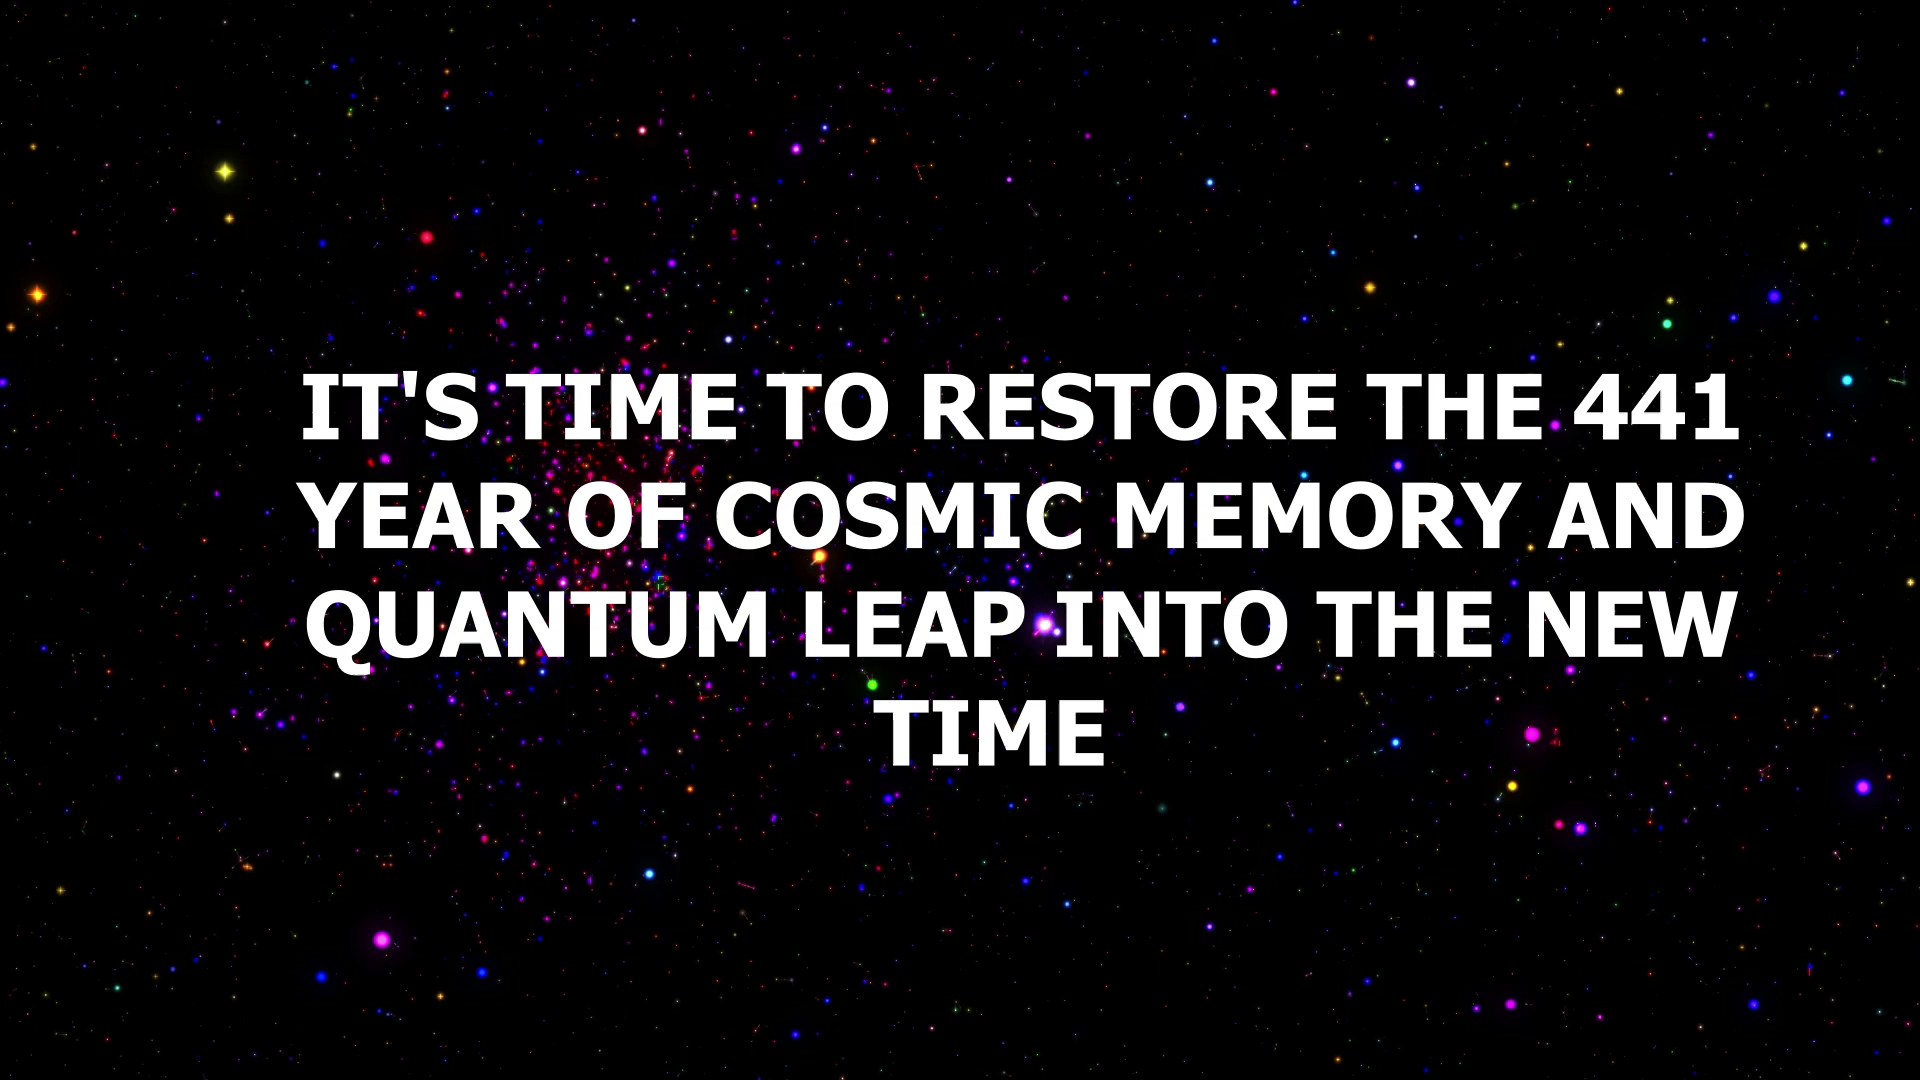 IT'S TIME TO RESTORE THE 441
YEAR OF COSMIC MEMORY AND
QUANTUM LEAP INTO THE NEW
TIME